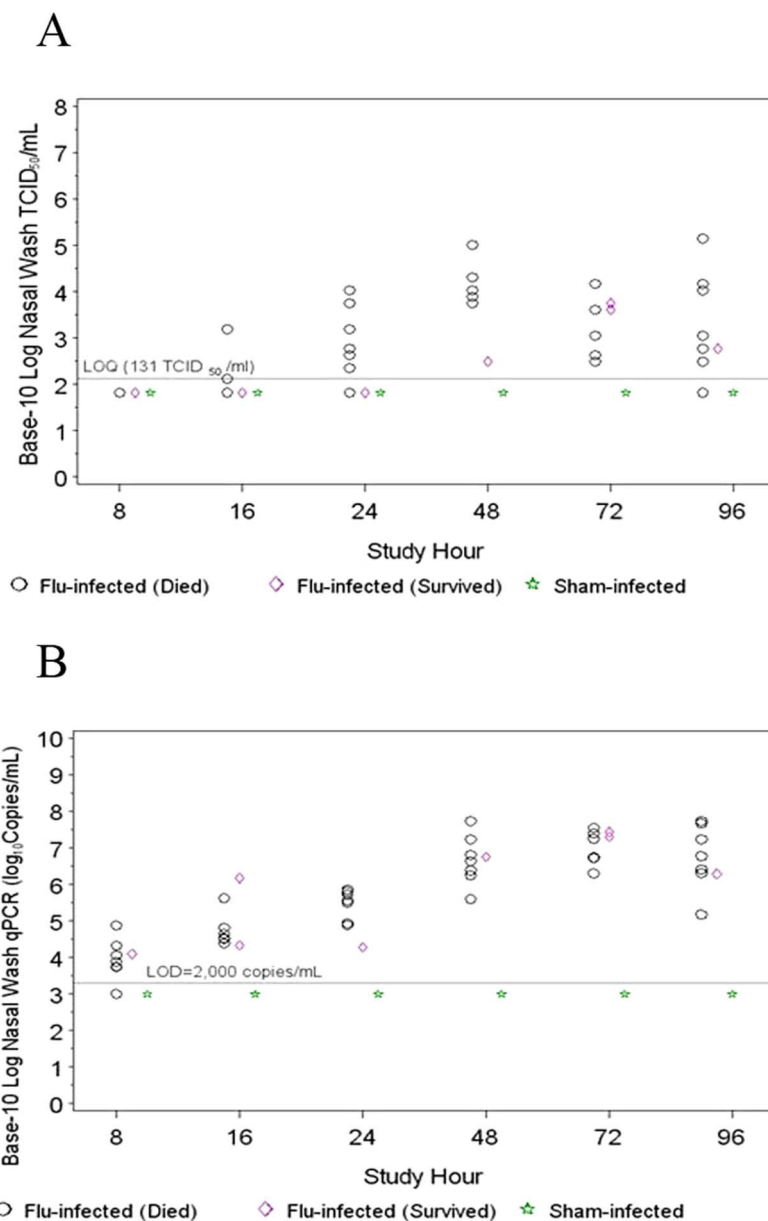 A
Base-10 Log Nasal Wash TCID50/mL
8
7
6
5
4
3
2
1
0
LOQ (131 TCID 50 /ml)
8 16 24 48 72 96
Study Hour
Flu-infected (Died) Flu-infected (Survived) Sham-infected
B
Base-10 Log Nasal Wash qPCR (log10Copies/mL)
10
9
8
7
6
5
4
3
2
1
0
LOD=2,000 copies/mL
8 16 24 48 72 96
Study Hour
Flu-infected (Died) Flu-infected (Survived) Sham-infected